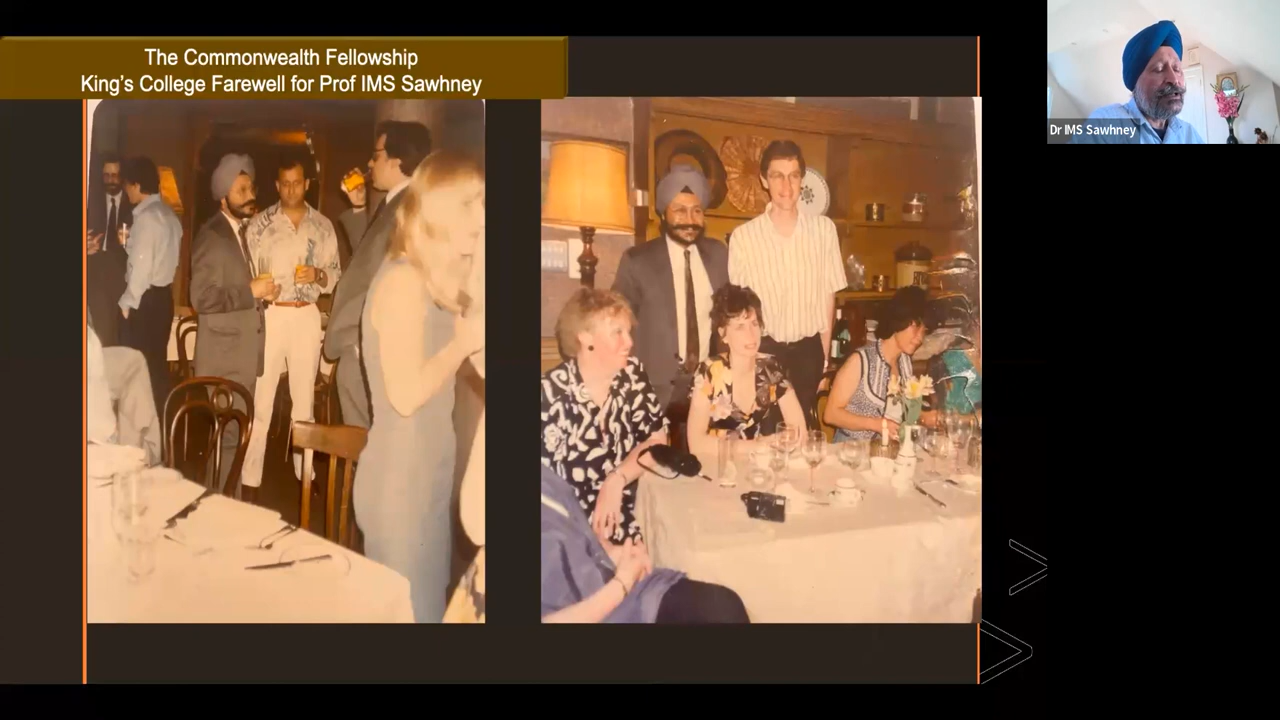 The Commonwealth Fellowship
King's College Farewell for Prof IMS Sawhney
Dr IMS Sawhney